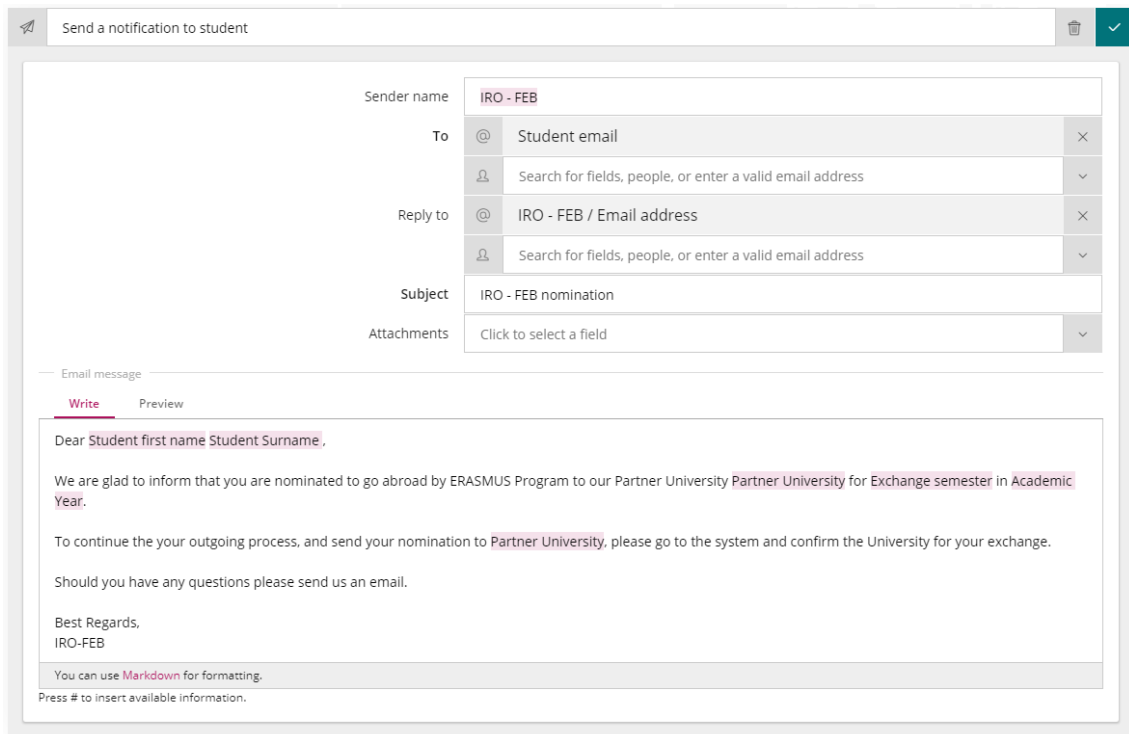 Send a notification to student
Sender name IRO - FEB
To @ Student email
Search for fields, people, or enter a valid email address
Reply to @ IRO - FEB / Email address
Search for fields, people, or enter a valid email address
Subject IRO - FEB nomination
Attachments Click to select a field
Email message
Write Preview
Dear Student first name Student Surname ,
We are glad to inform that you are nominated to go abroad by ERASMUS Program to our Partner University Partner University for Exchange semester in Academic
Year.
To continue the your outgoing process, and send your nomination to Partner University, please go to the system and confirm the University for your exchange.
Should you have any questions please send us an email.
Best Regards,
IRO-FEB
You can use Markdown for formatting.
Press # to insert available information.